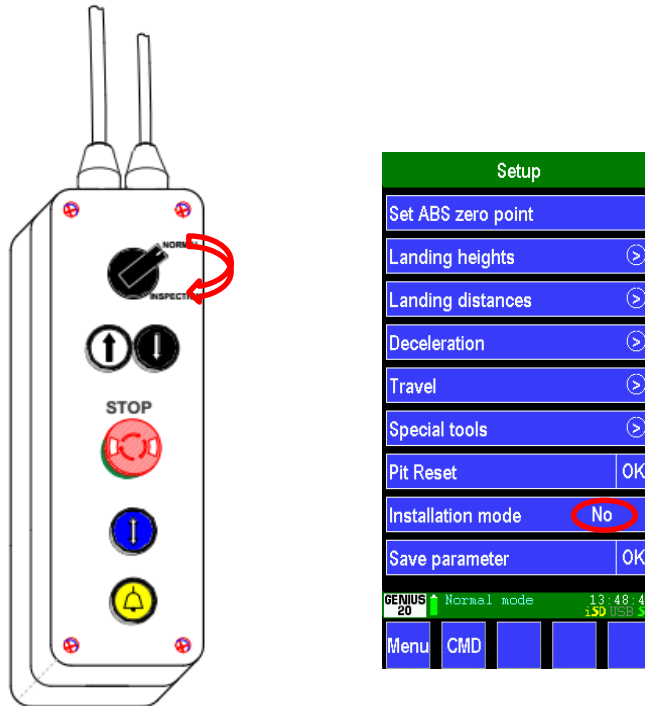 NORMAL
INSPECTI
STOP
Setup
Set ABS zero point
Landing heights
Landing distances
Deceleration
Travel
Special tools
Pit Reset OK
Installation mode No
Save parameter OK
GENIUS 20 Normal mode 13:48:4
iSD USB S
Menu CMD